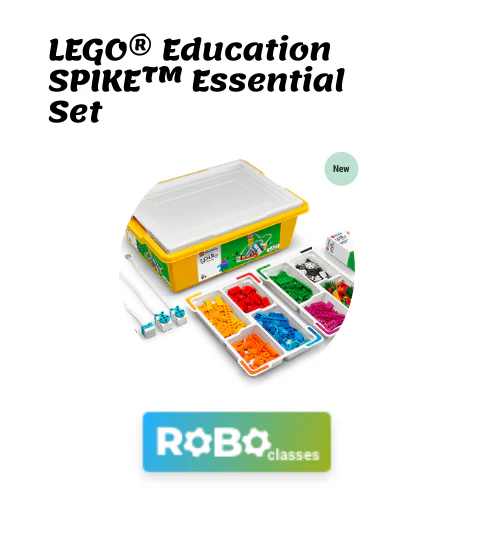 LEGO® Education
SPIKE™ Essential
Set
New
ROBO
classes